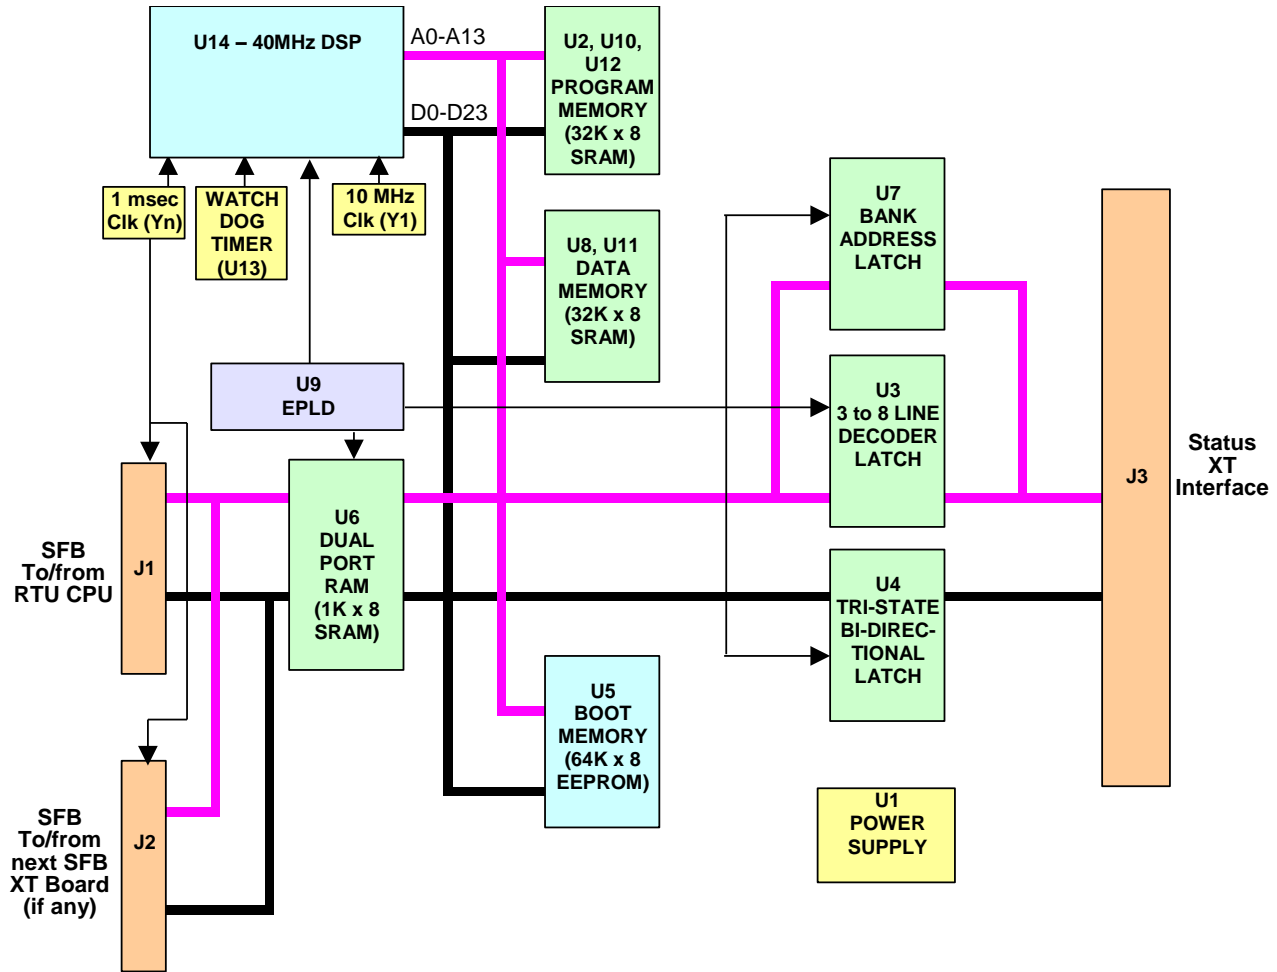 U14 – 40MHz DSP
A0-A13
D0-D23
U2, U10,
U12
PROGRAM
MEMORY
(32K x 8
SRAM)
1 msec
Clk (Yn)
WATCH
DOG
TIMER
(U13)
10 MHz
Clk (Y1)
U8, U11
DATA
MEMORY
(32K x 8
SRAM)
U7
BANK
ADDRESS
LATCH
U9
EPLD
U3
3 to 8 LINE
DECODER
LATCH
J3
Status
XT
Interface
SFB
To/from
RTU CPU
J1
U6
DUAL
PORT
RAM
(1K x 8
SRAM)
U4
TRI-STATE
BI-DIREC-
TIONAL
LATCH
U5
BOOT
MEMORY
(64K x 8
EEPROM)
SFB
To/from
next SFB
XT Board
(if any)
J2
U1
POWER
SUPPLY